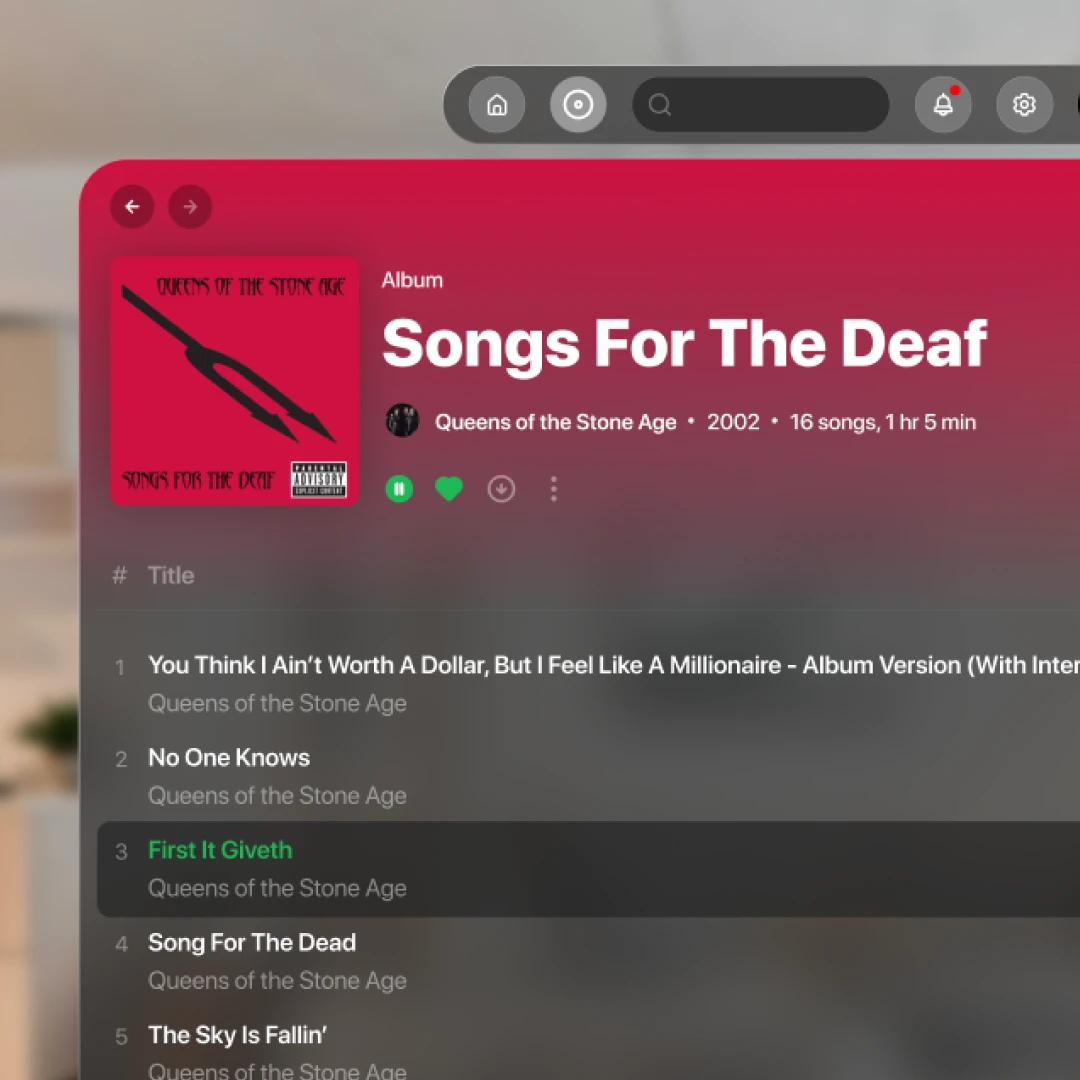 QUEENS OF THE STONE AGE
SONGS FOR THE DEAF
PARENTAL
ADVISORY
EXPLICIT CONTENT
Album
Songs For The Deaf
Queens of the Stone Age • 2002 • 16 songs, 1 hr 5 min
# Title
1 You Think I Ain’t Worth A Dollar, But I Feel Like A Millionaire - Album Version (With Inter
Queens of the Stone Age
2 No One Knows
Queens of the Stone Age
3 First It Giveth
Queens of the Stone Age
4 Song For The Dead
Queens of the Stone Age
5 The Sky Is Fallin’
Queens of the Stone Age